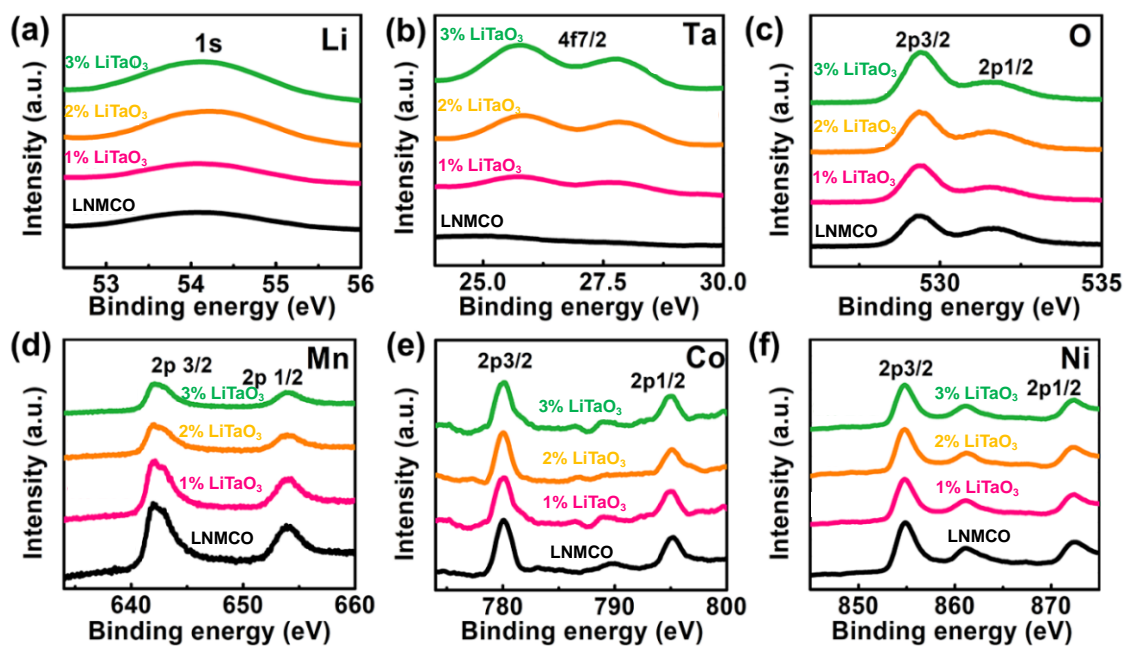 (a)
1s
Li
3% LiTaO3
2% LiTaO3
1% LiTaO3
LNMCO
Intensity (a.u.)
53 54 55 56
Binding energy (eV)
(b)
3% LiTaO3
4f7/2
Ta
2% LiTaO3
1% LiTaO3
LNMCO
Intensity (a.u.)
25.0 27.5 30.0
Binding energy (eV)
(c)
2p3/2
O
2p1/2
3% LiTaO3
2% LiTaO3
1% LiTaO3
LNMCO
Intensity (a.u.)
530 535
Binding energy (eV)
(d)
2p 3/2
2p 1/2
Mn
3% LiTaO3
2% LiTaO3
1% LiTaO3
LNMCO
Intensity (a.u.)
640 650 660
Binding energy (eV)
(e)
2p3/2
Co
2p1/2
3% LiTaO3
2% LiTaO3
1% LiTaO3
LNMCO
Intensity (a.u.)
780 790 800
Binding energy (eV)
(f)
2p3/2
Ni
2p1/2
3% LiTaO3
2% LiTaO3
1% LiTaO3
LNMCO
Intensity (a.u.)
850 860 870
Binding energy (eV)